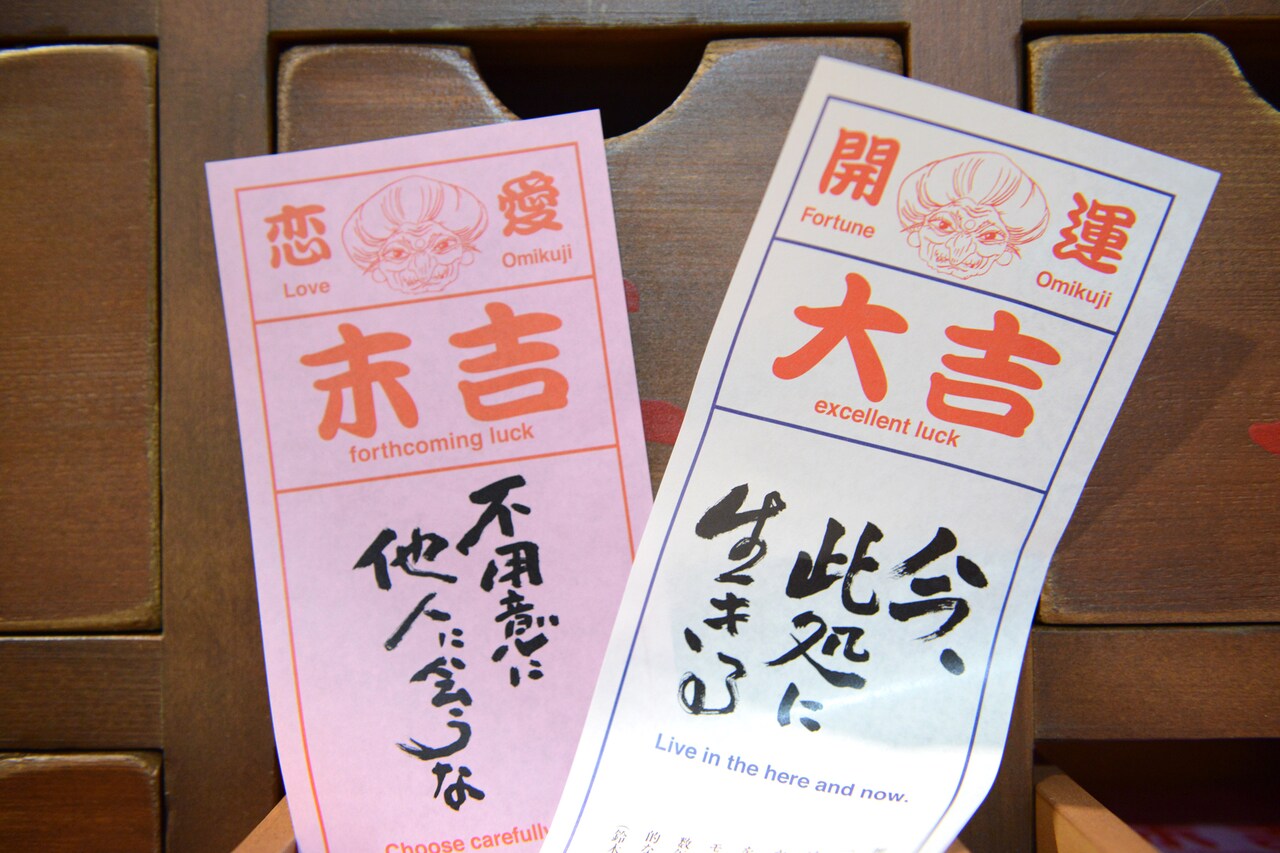 恋愛
Love Omikuji
末吉
forthcoming luck
不用意に
他人に会うな
Choose carefully
開運
Fortune Omikuji
大吉
excellent luck
今、
此処に
生きる
Live in the here and now.